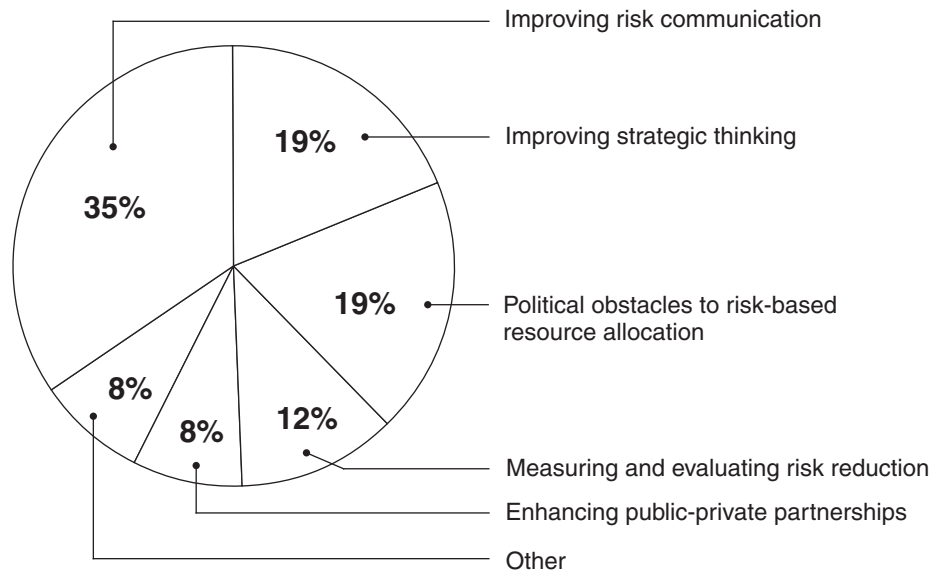 Improving risk communication
19%
Improving strategic thinking
35%
19%
Political obstacles to risk-based
resource allocation
8%
8%
12%
Measuring and evaluating risk reduction
Enhancing public-private partnerships
Other